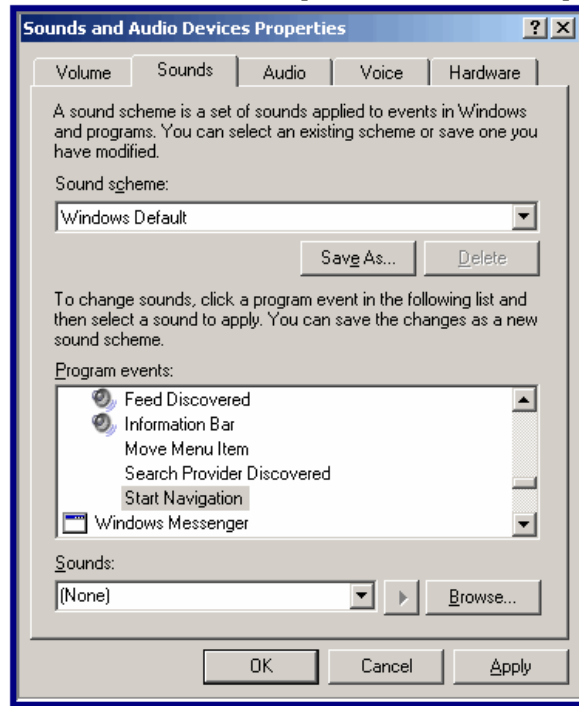 Sounds and Audio Devices Properties
Volume Sounds Audio Voice Hardware
A sound scheme is a set of sounds applied to events in Windows
and programs. You can select an existing scheme or save one you
have modified.
Sound scheme:
Windows Default
Save As... Delete
To change sounds, click a program event in the following list and
then select a sound to apply. You can save the changes as a new
sound scheme.
Program events:
Feed Discovered
Information Bar
Move Menu Item
Search Provider Discovered
Start Navigation
Windows Messenger
Sounds:
(None) Browse...
OK Cancel Apply